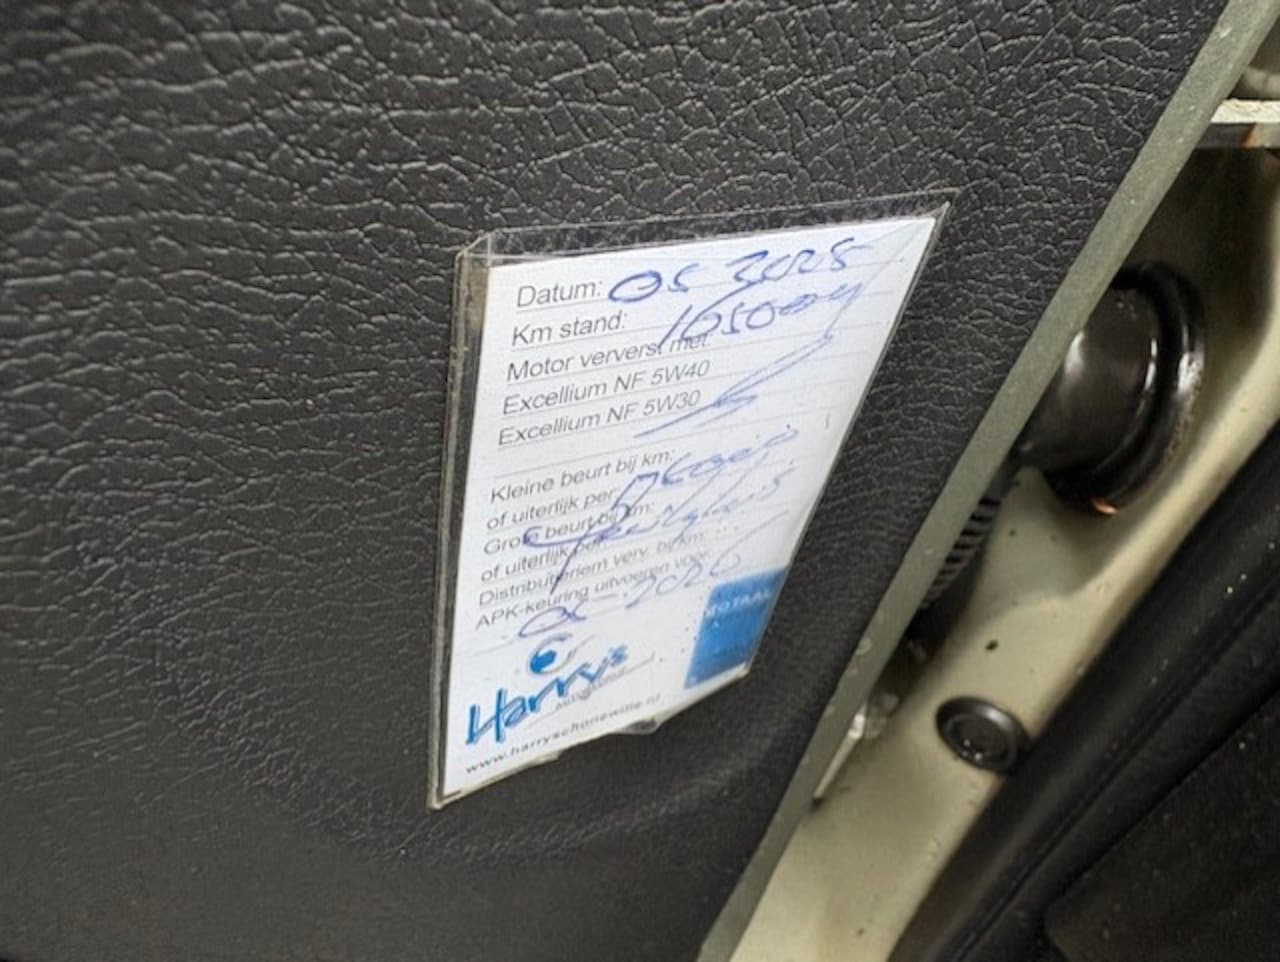 Datum: 05 2025
Km stand: 105004
Motor ververst met:
Excellium NF 5W40
Excellium NF 5W30
Kleine beurt bij km:
of uiterlijk per:
Grote beurt bij km:
of uiterlijk per:
Distributieriem verv. bij km:
APK-keuring uitvoeren voor:
05-2026
Harry's
www.harryschonewille.nl